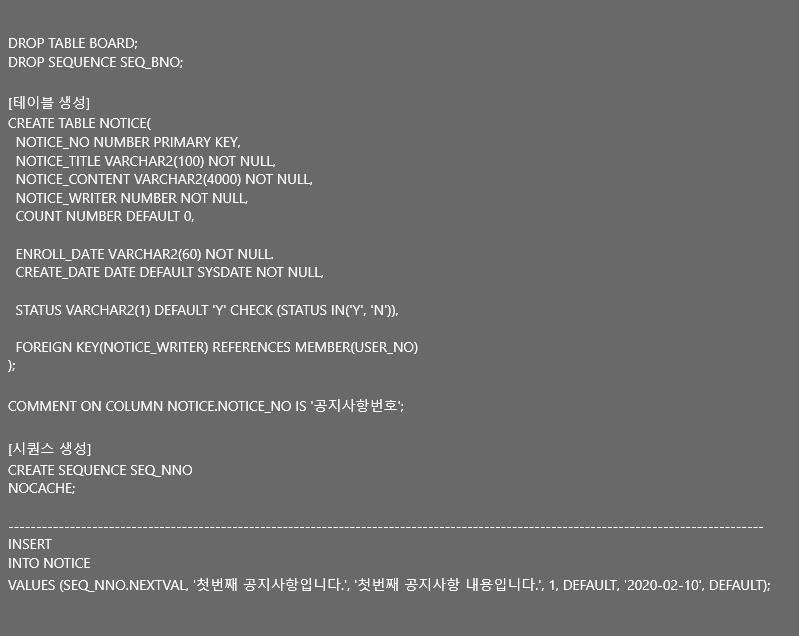 DROP TABLE BOARD;
DROP SEQUENCE SEQ_BNO;
[테이블 생성]
CREATE TABLE NOTICE(
NOTICE_NO NUMBER PRIMARY KEY,
NOTICE_TITLE VARCHAR2(100) NOT NULL,
NOTICE_CONTENT VARCHAR2(4000) NOT NULL,
NOTICE_WRITER NUMBER NOT NULL,
COUNT NUMBER DEFAULT 0,
ENROLL_DATE VARCHAR2(60) NOT NULL.
CREATE_DATE DATE DEFAULT SYSDATE NOT NULL,
STATUS VARCHAR2(1) DEFAULT 'Y' CHECK (STATUS IN('Y', 'N')),
FOREIGN KEY(NOTICE_WRITER) REFERENCES MEMBER(USER_NO)
);
COMMENT ON COLUMN NOTICE.NOTICE_NO IS '공지사항번호';
[시퀀스 생성]
CREATE SEQUENCE SEQ_NNO
NOCACHE;
---------------------------------------------------------------------------------------------------------------------------------------
INSERT
INTO NOTICE
VALUES (SEQ_NNO.NEXTVAL, '첫번째 공지사항입니다.', '첫번째 공지사항 내용입니다.', 1, DEFAULT, '2020-02-10', DEFAULT);